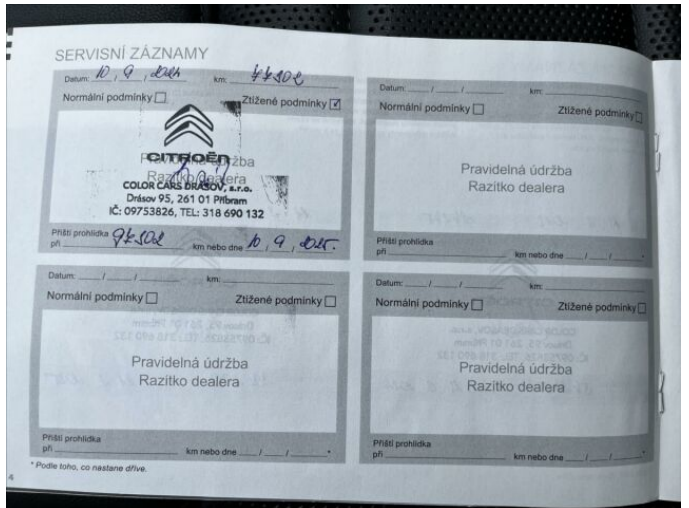 SERVISNÍ ZÁZNAMY
Datum: 10 , 9 , 2024 km: 77502
Normální podmínky Ztížené podmínky
Pravidelná údržba
Razítko dealera
CITROËN
COLOR CARS DRASOV, s.r.o.
Drásov 95, 261 01 Příbram
IČ: 09753826, TEL: 318 690 132
Příští prohlídka
při 97502 km nebo dne 10 , 9 , 2025.
Datum: / / km:
Normální podmínky Ztížené podmínky
Pravidelná údržba
Razítko dealera
Příští prohlídka
při km nebo dne / / *
Datum: / / km:
Normální podmínky Ztížené podmínky
Pravidelná údržba
Razítko dealera
Příští prohlídka
při km nebo dne / / *
Datum: / / km:
Normální podmínky Ztížené podmínky
Pravidelná údržba
Razítko dealera
Příští prohlídka
při km nebo dne / / *
* Podle toho, co nastane dříve.
4